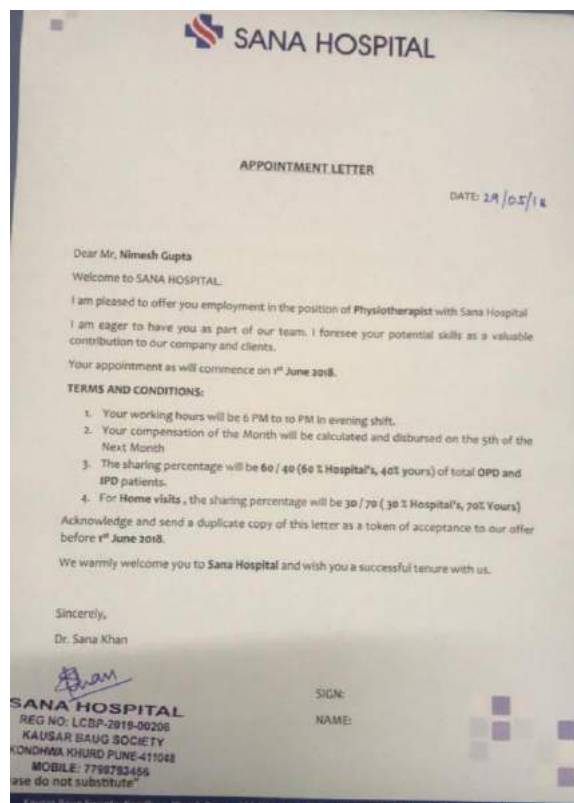 SANA HOSPITAL
APPOINTMENT LETTER
DATE: 29/05/18
Dear Mr, Nimesh Gupta
Welcome to SANA HOSPITAL.
I am pleased to offer you employment in the position of Physiotherapist with Sana Hospital
I am eager to have you as part of our team. I foresee your potential skills as a valuable
contribution to our company and clients.
Your appointment as will commence on 1st June 2018.
TERMS AND CONDITIONS:
1. Your working hours will be 6 PM to 10 PM in evening shift.
2. Your compensation of the Month will be calculated and disbursed on the 5th of the
Next Month
3. The sharing percentage will be 60 / 40 (60 % Hospital's, 40% yours) of total OPD and
IPD patients.
4. For Home visits , the sharing percentage will be 30 / 70 ( 30 % Hospital's, 70% Yours)
Acknowledge and send a duplicate copy of this letter as a token of acceptance to our offer
before 1st June 2018.
We warmly welcome you to Sana Hospital and wish you a successful tenure with us.
Sincerely,
Dr. Sana Khan
SIGN:
NAME:
SANA HOSPITAL
REG NO: LCBP-2019-00206
KAUSAR BAUG SOCIETY
KONDHWA KHURD PUNE-411048
MOBILE: 7798793456
ase do not substitute"